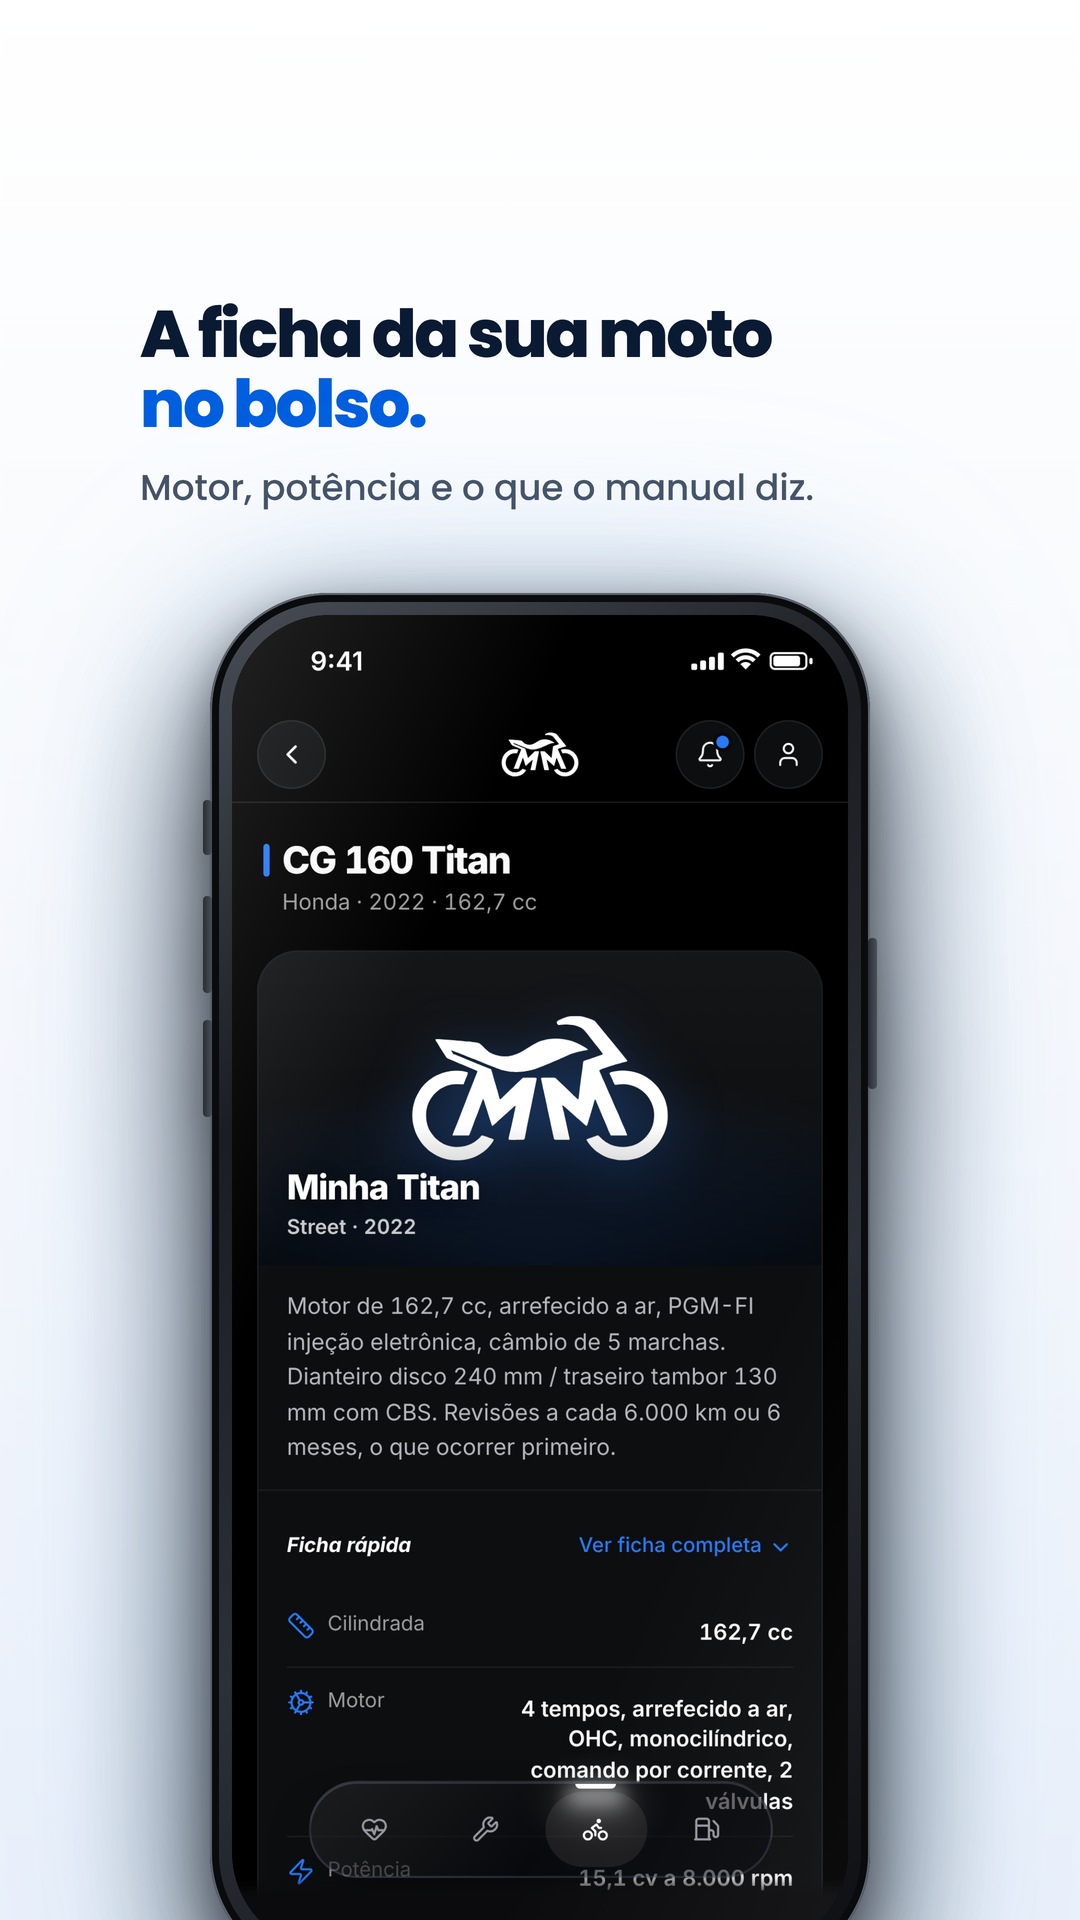 A ficha da sua moto
no bolso.
Motor, potência e o que o manual diz.
9:41
CG 160 Titan
Honda · 2022 · 162,7 cc
MM
Minha Titan
Street · 2022
Motor de 162,7 cc, arrefecido a ar, PGM-FI
injeção eletrônica, câmbio de 5 marchas.
Dianteiro disco 240 mm / traseiro tambor 130
mm com CBS. Revisões a cada 6.000 km ou 6
meses, o que ocorrer primeiro.
Ficha rápida
Ver ficha completa
Cilindrada
162,7 cc
Motor
4 tempos, arrefecido a ar,
OHC, monocilíndrico,
comando por corrente, 2
válvulas
Potência
15,1 cv a 8.000 rpm